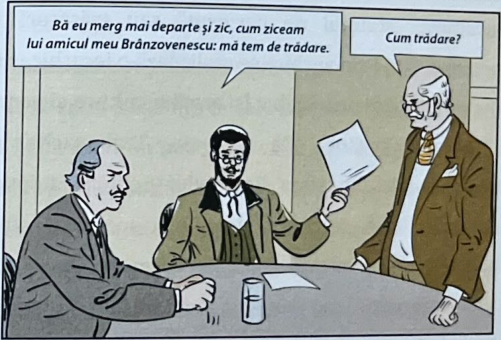 Bă eu merg mai departe și zic, cum ziceam
lui amicul meu Brânzovenescu: mă tem de trădare.
Cum trădare?